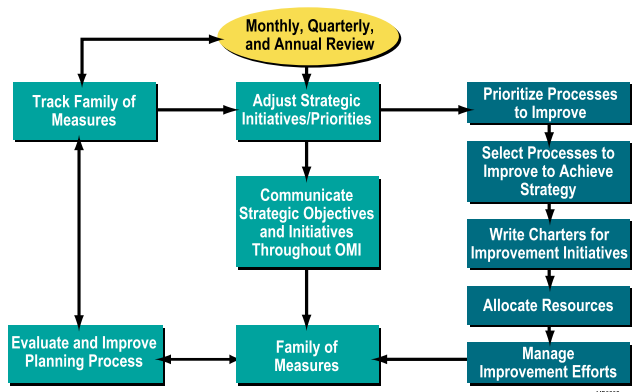 Monthly, Quarterly,
and Annual Review
Track Family of
Measures
Adjust Strategic
Initiatives/Priorities
Prioritize Processes
to Improve
Select Processes to
Improve to Achieve
Strategy
Communicate
Strategic Objectives
and Initiatives
Throughout OMI
Write Charters for
Improvement Initiatives
Allocate Resources
Evaluate and Improve
Planning Process
Family of
Measures
Manage
Improvement Efforts